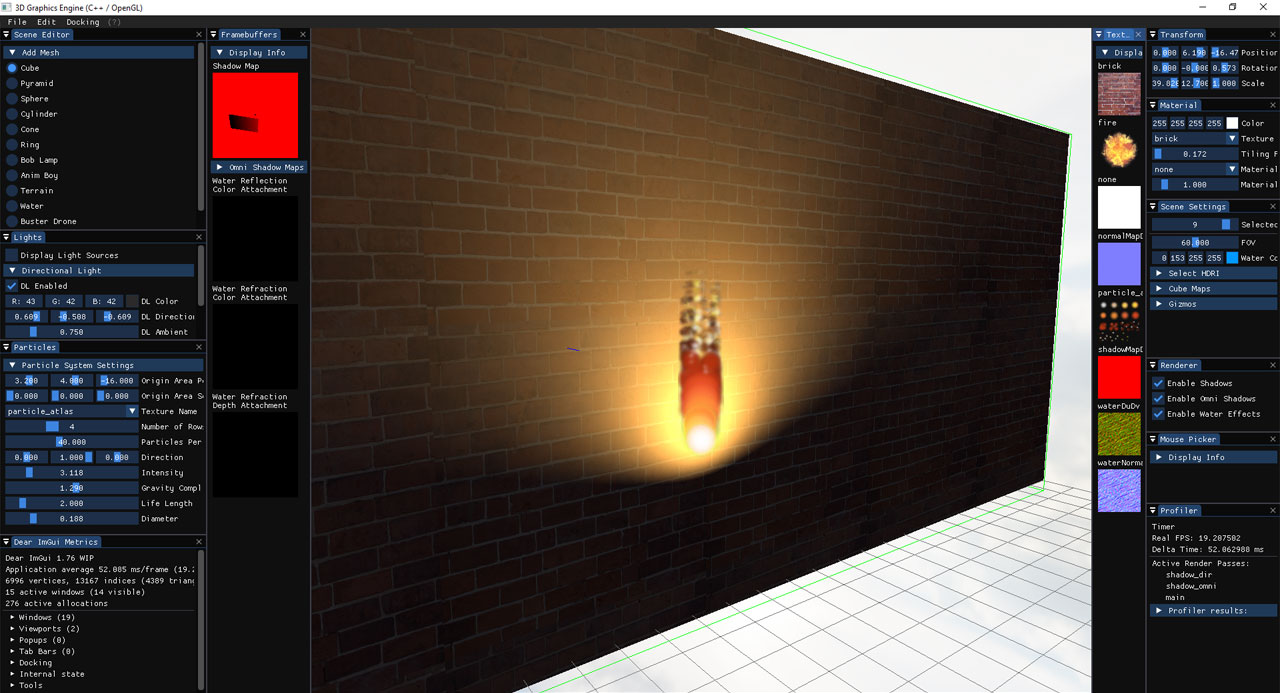 3D Graphics Engine (C++ / OpenGL)
File Edit Docking (?)
Scene Editor
Add Mesh
Cube
Pyramid
Sphere
Cylinder
Cone
Ring
Bob Lamp
Anim Boy
Terrain
Water
Buster Drone
Lights
Display Light Sources
Directional Light
DL Enabled
R: 43 G: 42 B: 42 DL Color
0.609 -0.508 -0.609 DL Directio
0.750 DL Ambient
Particles
Particle System Settings
3.200 4.000 -16.000 Origin Area P
0.000 0.000 0.000 Origin Area S
particle_atlas Texture Name
4 Number of Row
40.000 Particles Per
0.000 1.000 0.000 Direction
3.118 Intensity
1.290 Gravity Compl
2.000 Life Length
0.188 Diameter
Dear ImGui Metrics
Dear ImGui 1.76 WIP
Application average 52.085 ms/frame (19.2
6996 vertices, 13167 indices (4389 triang
15 active windows (14 visible)
276 active allocations
Windows (19)
Viewports (2)
Popups (0)
Tab Bars (0)
Docking
Internal state
Tools
Framebuffers
Display Info
Shadow Map
Omni Shadow Maps
Water Reflection
Color Attachment
Water Refraction
Color Attachment
Water Refraction
Depth Attachment
Text..
Displa
brick
fire
none
normalMapD
particle_a
shadowMapD
waterDuDv
waterNorma
Transform
0.000 6.190 -16.47 Positio
0.000 -0.000 0.573 Rotatio
39.828 12.700 1.000 Scale
Material
255 255 255 255 Color
brick Texture
0.172 Tiling F
none Material
1.000 Material
Scene Settings
9 Selected
60.000 FOV
0 153 255 255 Water Co
Select HDRI
Cube Maps
Gizmos
Renderer
Enable Shadows
Enable Omni Shadows
Enable Water Effects
Mouse Picker
Display Info
Profiler
Timer
Real FPS: 19.207502
Delta Time: 52.062988 ms
Active Render Passes:
shadow_dir
shadow_omni
main
Profiler results: